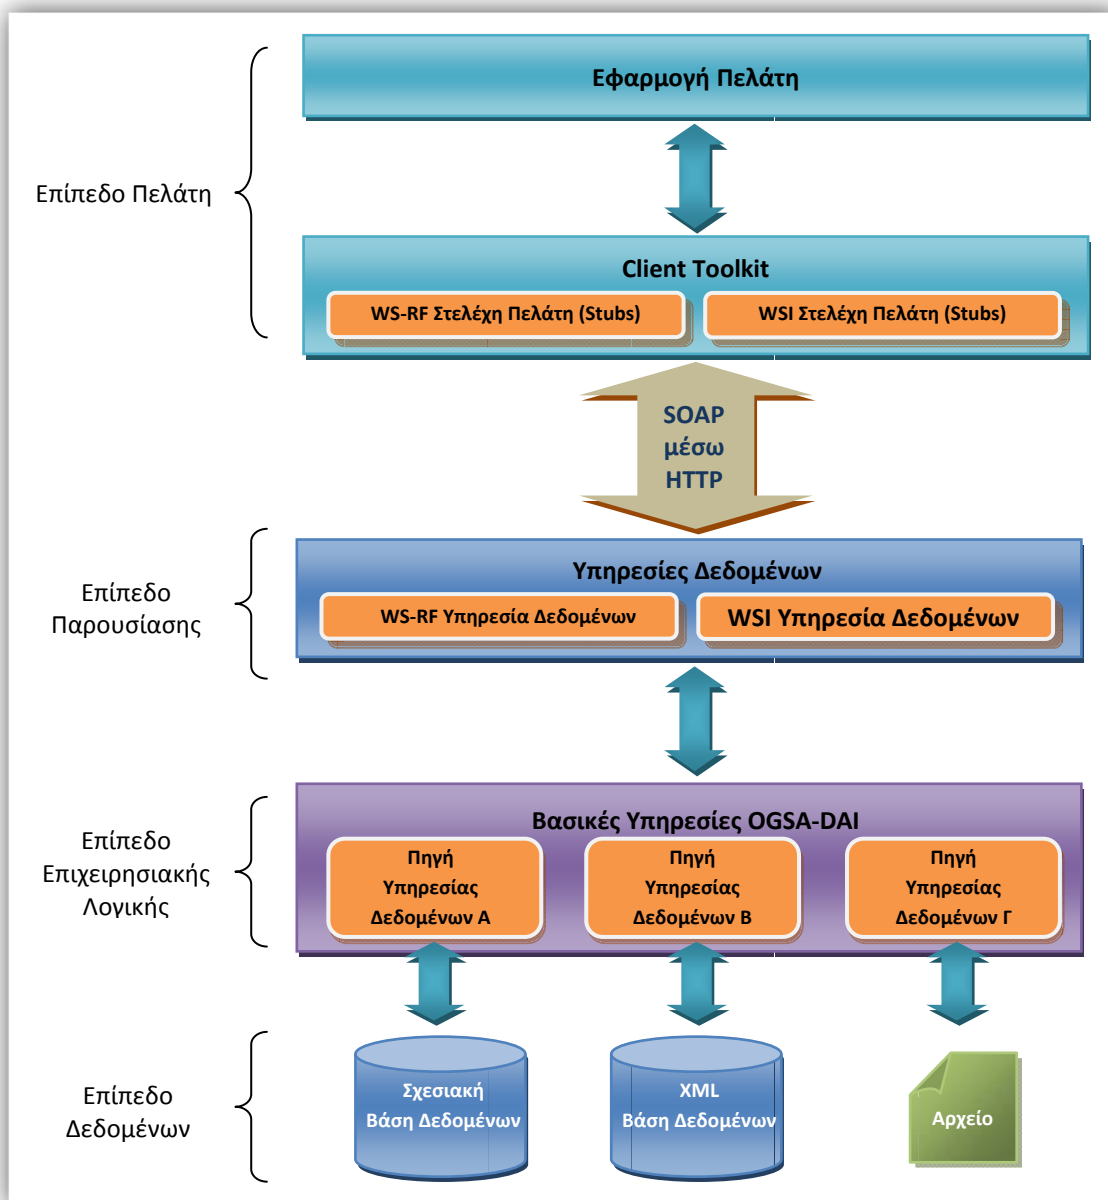 Εφαρμογή Πελάτη
Επίπεδο Πελάτη
Client Toolkit
WS-RF Στελέχη Πελάτη (Stubs)
WSI Στελέχη Πελάτη (Stubs)
SOAP
μέσω
HTTP
Επίπεδο
Παρουσίασης
Υπηρεσίες Δεδομένων
WS-RF Υπηρεσία Δεδομένων
WSI Υπηρεσία Δεδομένων
Επίπεδο
Επιχειρησιακής
Λογικής
Βασικές Υπηρεσίες OGSA-DAI
Πηγή
Υπηρεσίας
Δεδομένων Α
Πηγή
Υπηρεσίας
Δεδομένων Β
Πηγή
Υπηρεσίας
Δεδομένων Γ
Επίπεδο
Δεδομένων
Σχεσιακή
Βάση Δεδομένων
XML
Βάση Δεδομένων
Αρχείο